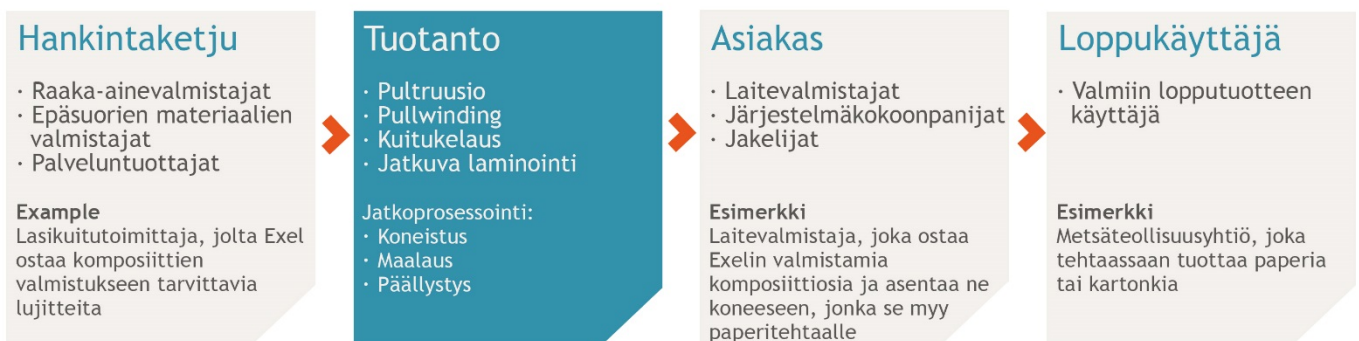 Hankintaketju
· Raaka-ainevalmistajat
· Epäsuorien materiaalien
valmistajat
· Palveluntuottajat
Example
Lasikuitutoimittaja, jolta Exel
ostaa komposiittien
valmistukseen tarvittavia
lujitteita
Tuotanto
· Pultruusio
· Pullwinding
· Kuitukelaus
· Jatkuva laminointi
Jatkoprosessointi:
· Koneistus
· Maalaus
· Päällystys
Asiakas
· Laitevalmistajat
· Järjestelmäkokoonpanijat
· Jakelijat
Esimerkki
Laitevalmistaja, joka ostaa
Exelin valmistamia
komposiittiosia ja asentaa ne
koneeseen, jonka se myy
paperitehtaalle
Loppukäyttäjä
· Valmiin lopputuotteen
käyttäjä
Esimerkki
Metsäteollisuusyhtiö, joka
tehtaassaan tuottaa paperia
tai kartonkia